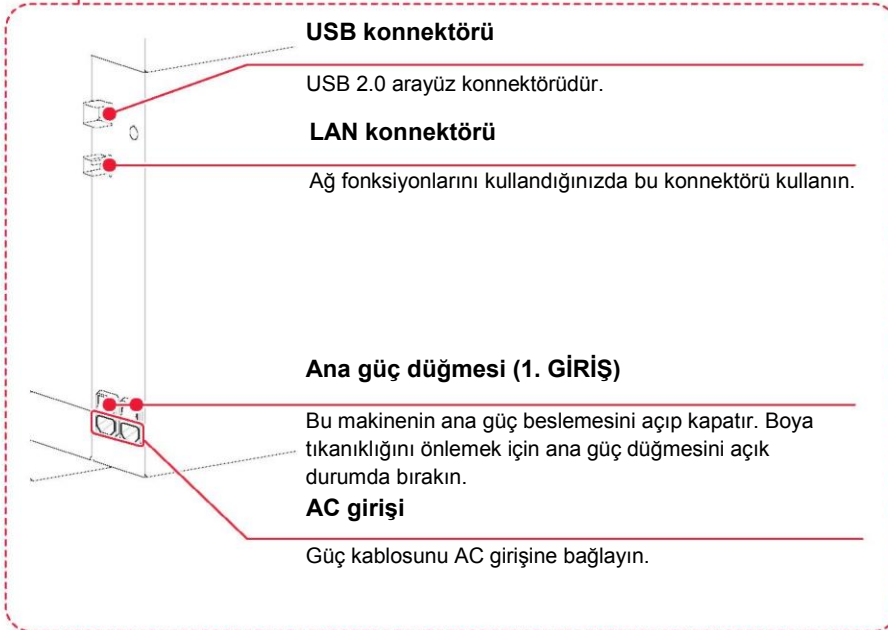 USB konnektörü
USB 2.0 arayüz konnektörüdür.
LAN konnektörü
Ağ fonksiyonlarını kullandığınızda bu konnektörü kullanın.
Ana güç düğmesi (1. GİRİŞ)
Bu makinenin ana güç beslemesini açıp kapatır. Boya
tıkanıklığını önlemek için ana güç düğmesini açık
durumda bırakın.
AC girişi
Güç kablosunu AC girişine bağlayın.